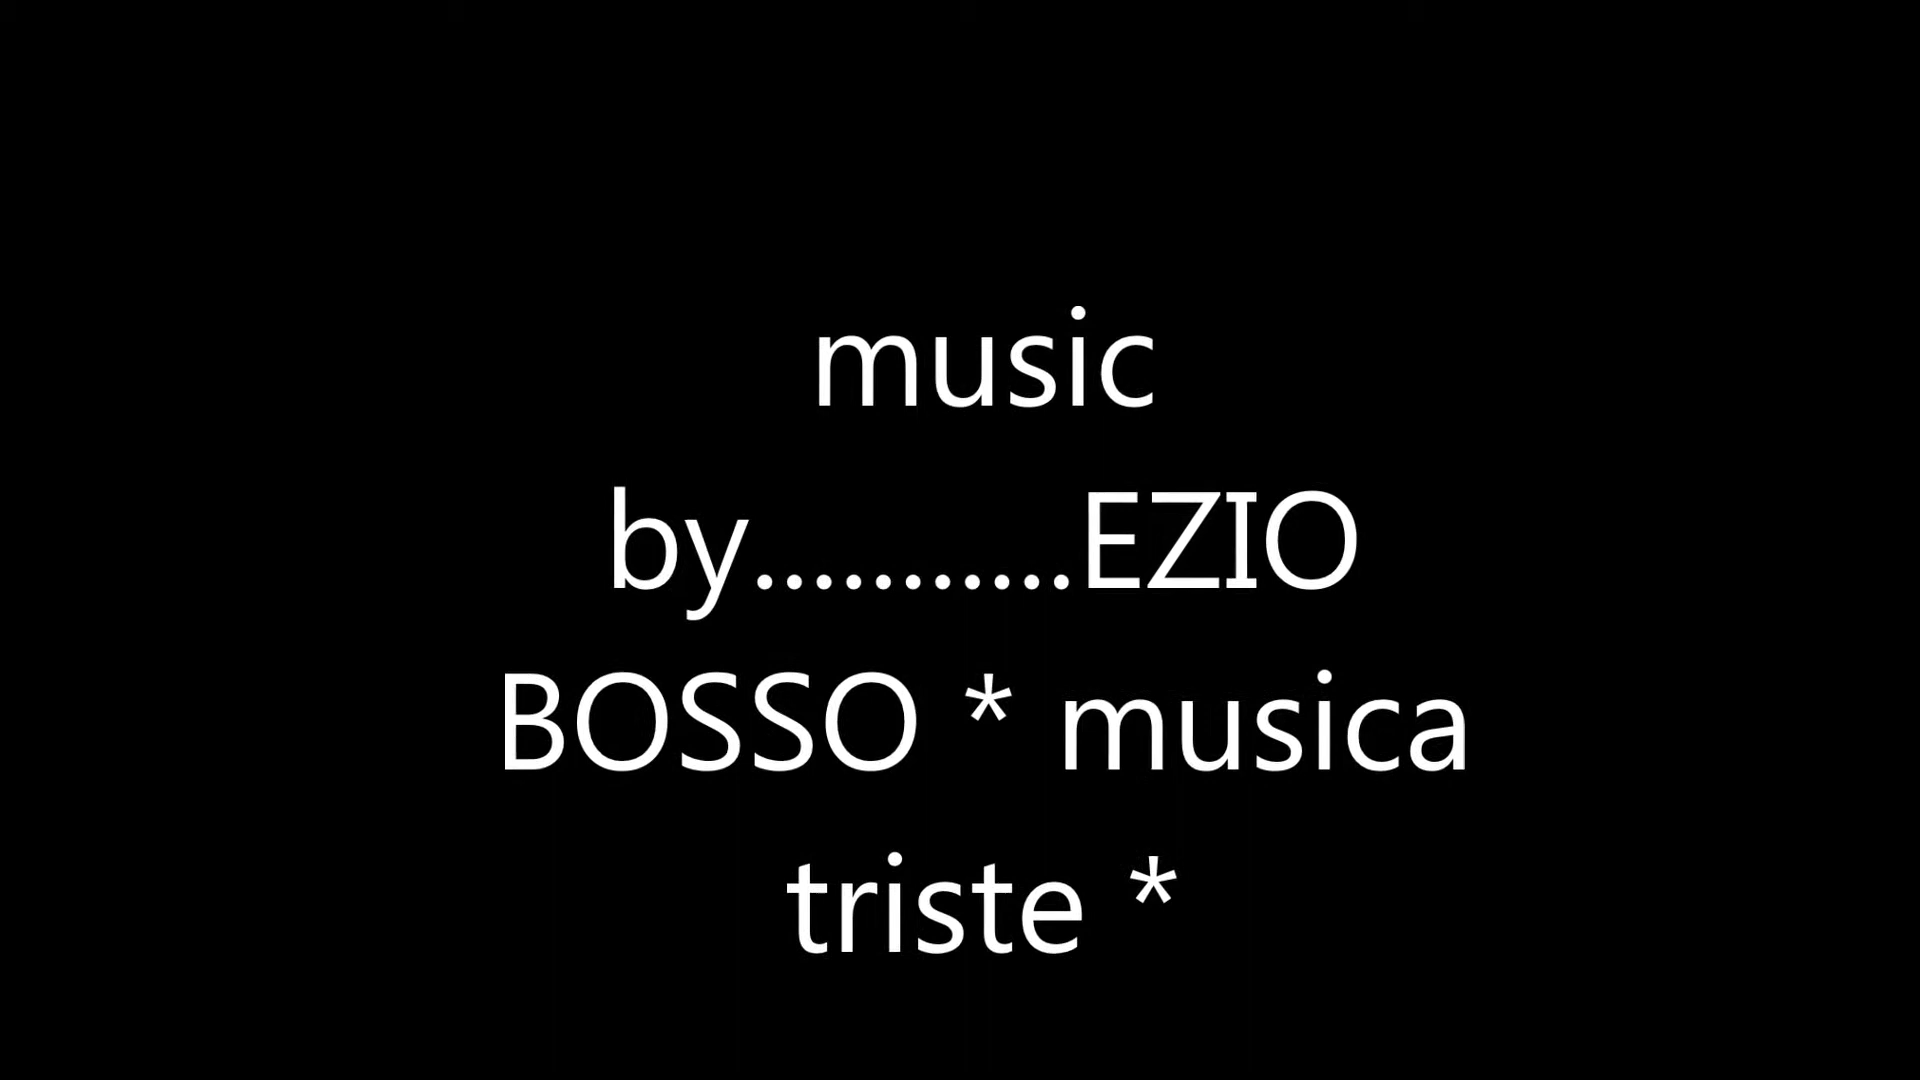 music
by...........EZIO
BOSSO * musica
triste *